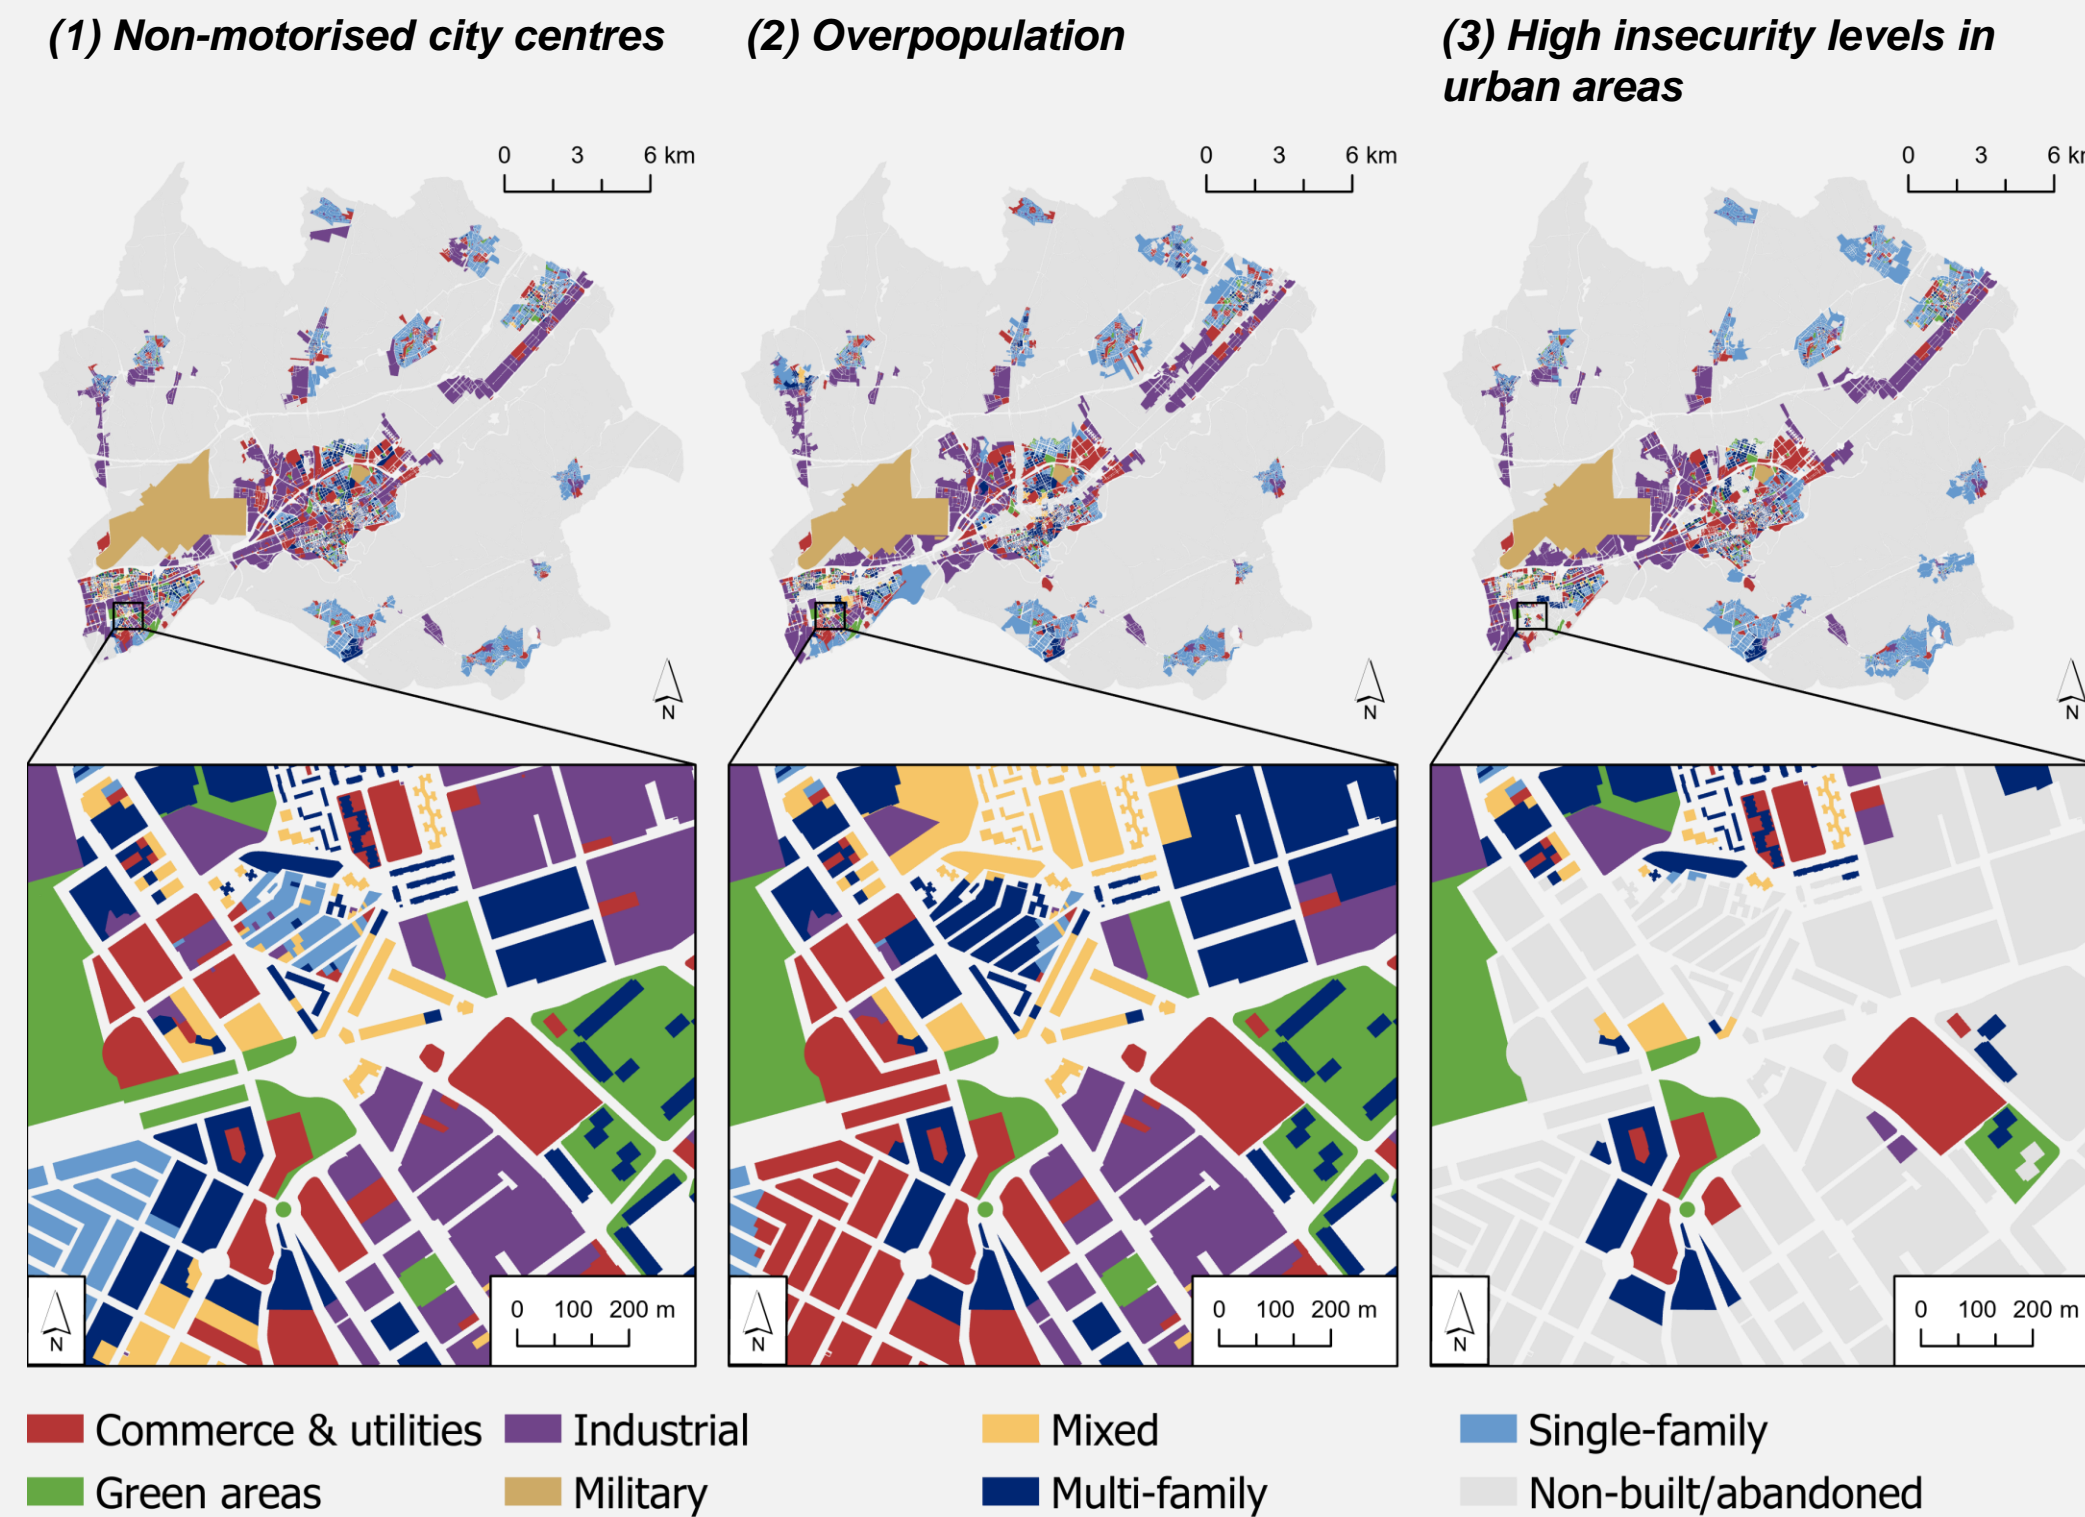 (1) Non-motorised city centres
(2) Overpopulation
(3) High insecurity levels in
urban areas
0 3 6 km
0 3 6 km
0 3 6 km
N
N
N
N
0 100 200 m
N
0 100 200 m
N
0 100 200 m
Commerce & utilities
Industrial
Mixed
Single-family
Green areas
Military
Multi-family
Non-built/abandoned